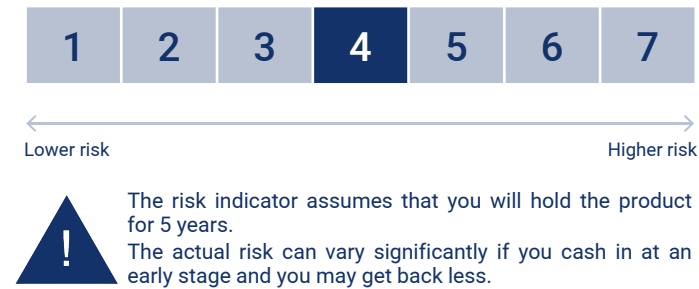 1 2 3 4 5 6 7
Lower risk Higher risk
!
The risk indicator assumes that you will hold the product
for 5 years.
The actual risk can vary significantly if you cash in at an
early stage and you may get back less.